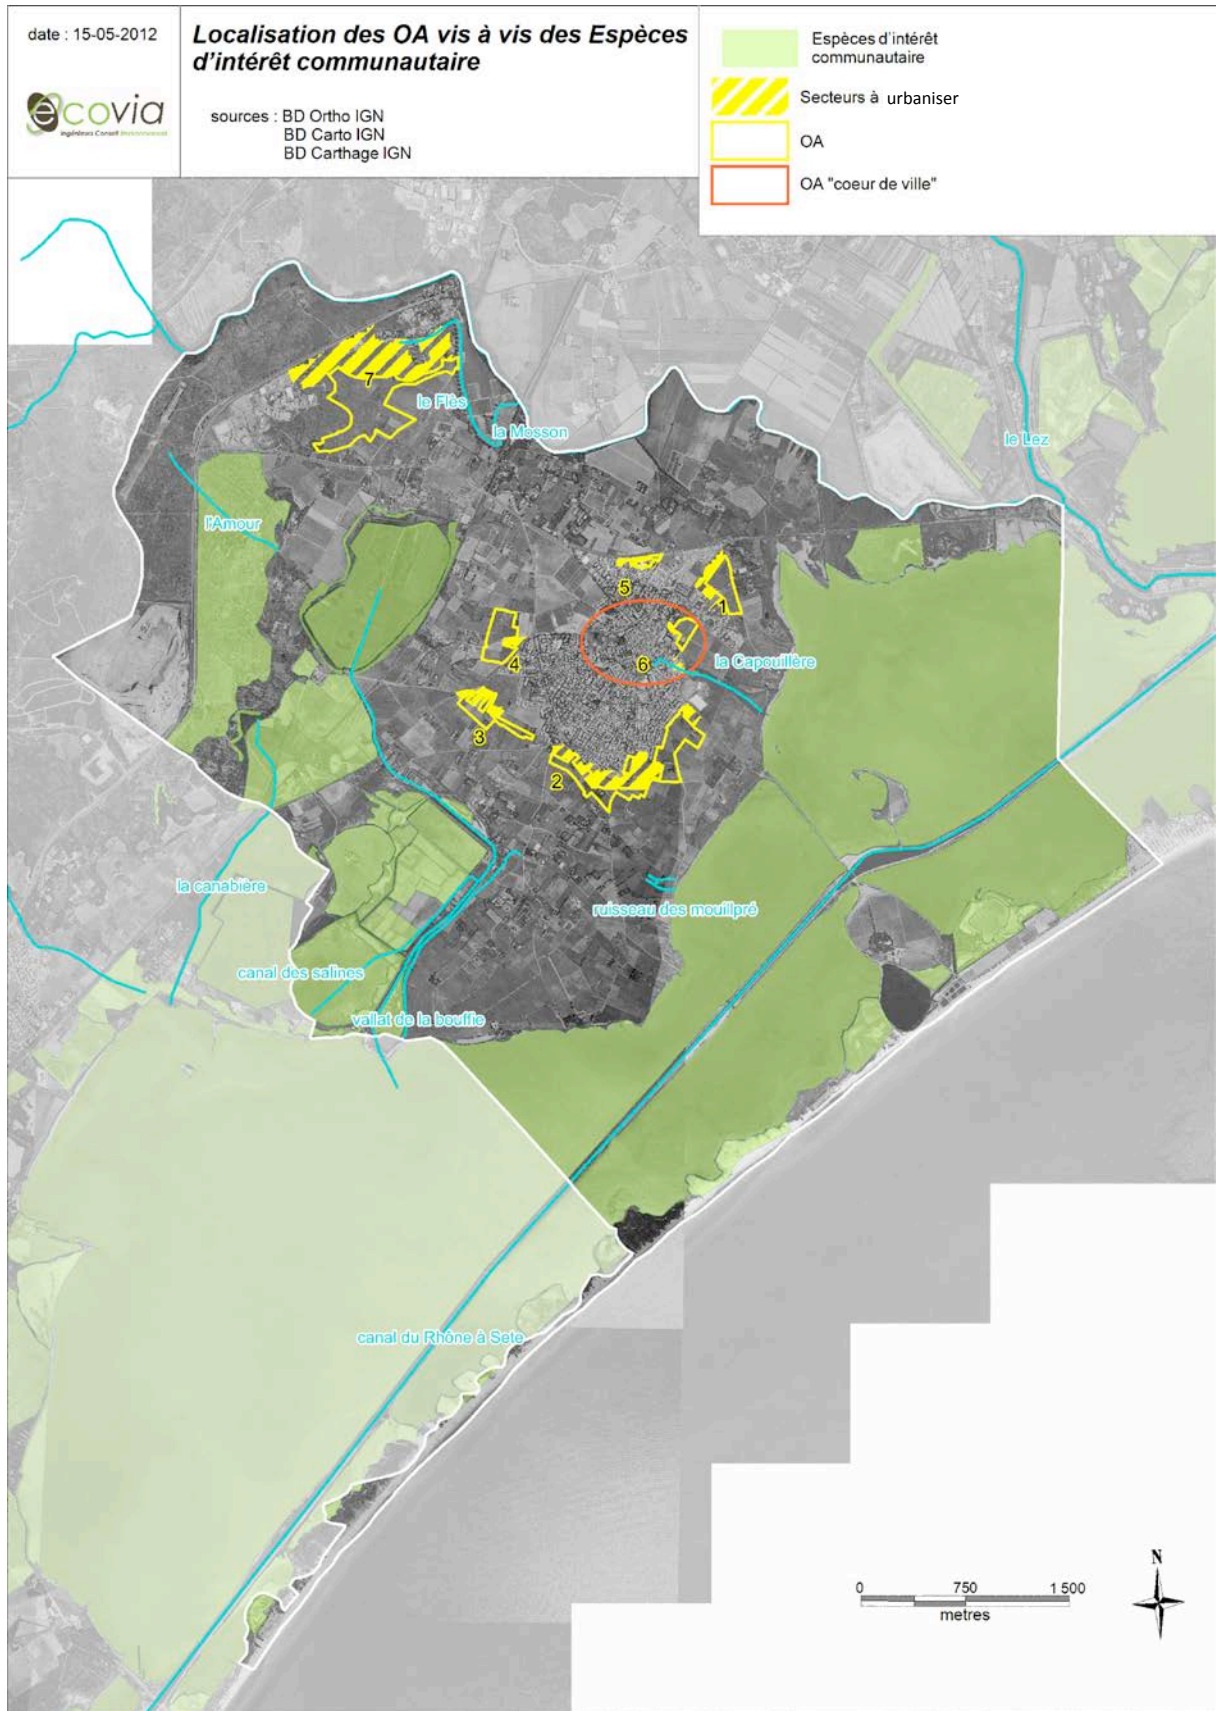 date : 15-05-2012
Localisation des OA vis à vis des Espèces
d'intérêt communautaire
ecovia
Ingénieurs Conseil Environnement
sources : BD Ortho IGN
BD Carto IGN
BD Carthage IGN
Espèces d'intérêt
communautaire
Secteurs à urbaniser
OA
OA "coeur de ville"
7
le Flès
la Mosson
le Lez
l'Amour
5
1
4
6
la Capouillère
3
2
la canabière
ruisseau des mouillpré
canal des salines
vallat de la bouffie
canal du Rhône à Sete
N
0 750 1 500
metres